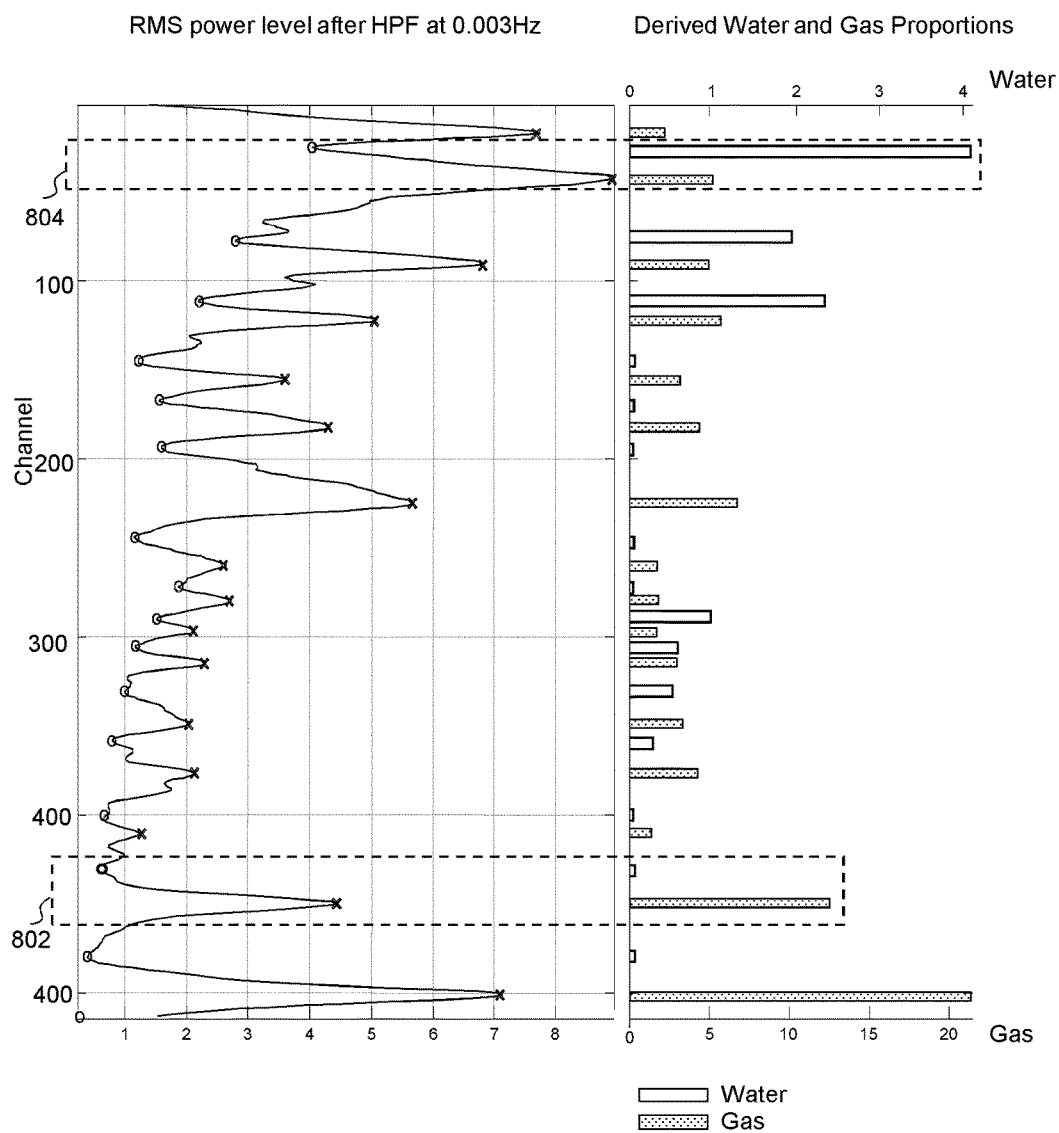 RMS power level after HPF at 0.003Hz
Derived Water and Gas Proportions
0 1 2 3 4 Water
804
100
Channel
200
300
400
802
400
0 1 2 3 4 5 6 7 8
0 5 10 15 20 Gas
Water
Gas